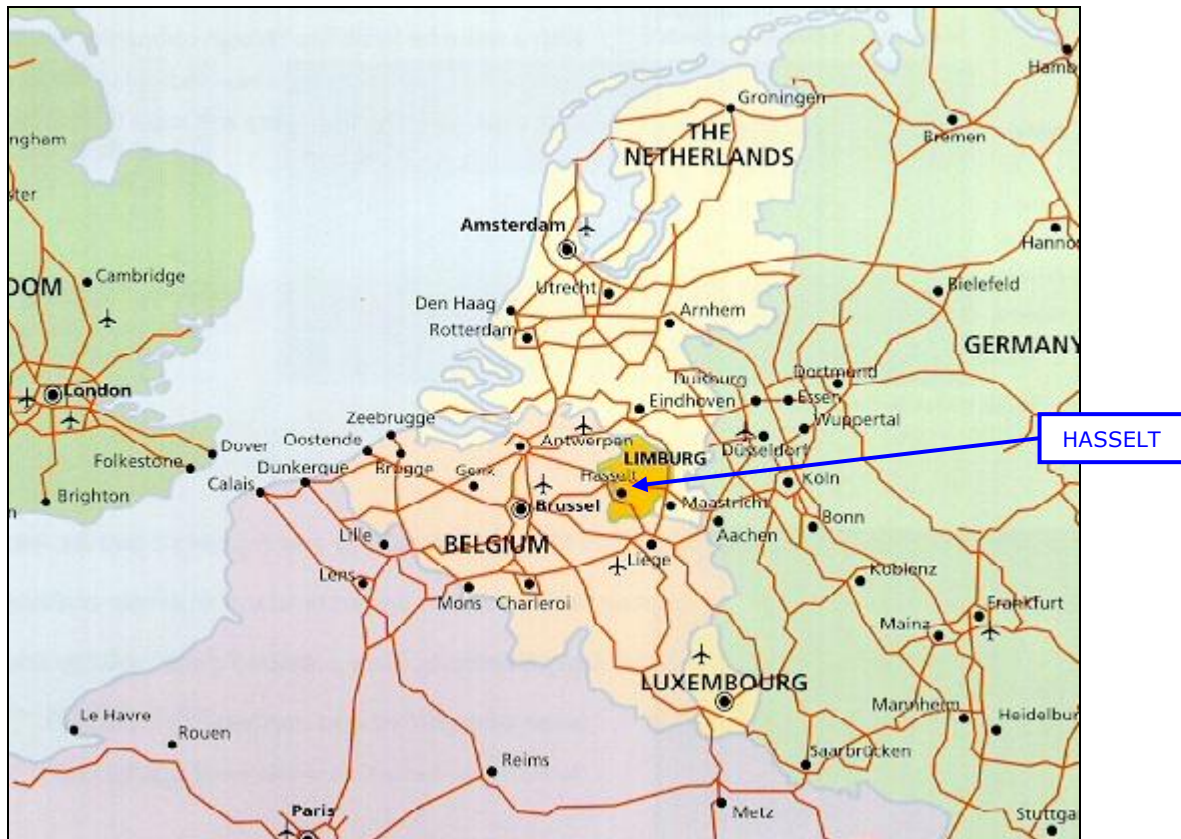 Groningen
Hamb
ngham
THE
NETHERLANDS
Bremen
ster
Amsterdam
Hanno
Cambridge
DOM
Utrecht
Bielefeld
Den Haag
Arnhem
Rotterdam
GERMANY
London
Dortmund
Duisburg
Eindhoven
Essen
Zeebrugge
Wuppertal
Oostende
Antwerpen
HASSELT
Dover
LIMBURG
Düsseldorf
Folkestone
Dunkerque
Brugge
Hasselt
Calais
Köln
Brighton
Brussel
Maastricht
Bonn
Lille
BELGIUM
Aachen
Liège
Lens
Koblenz
Mons
Charleroi
Frankfurt
Mainz
LUXEMBOURG
Le Havre
Mannheim
Heidelbur
Rouen
Saarbrücken
Reims
Metz
Paris
Stuttga